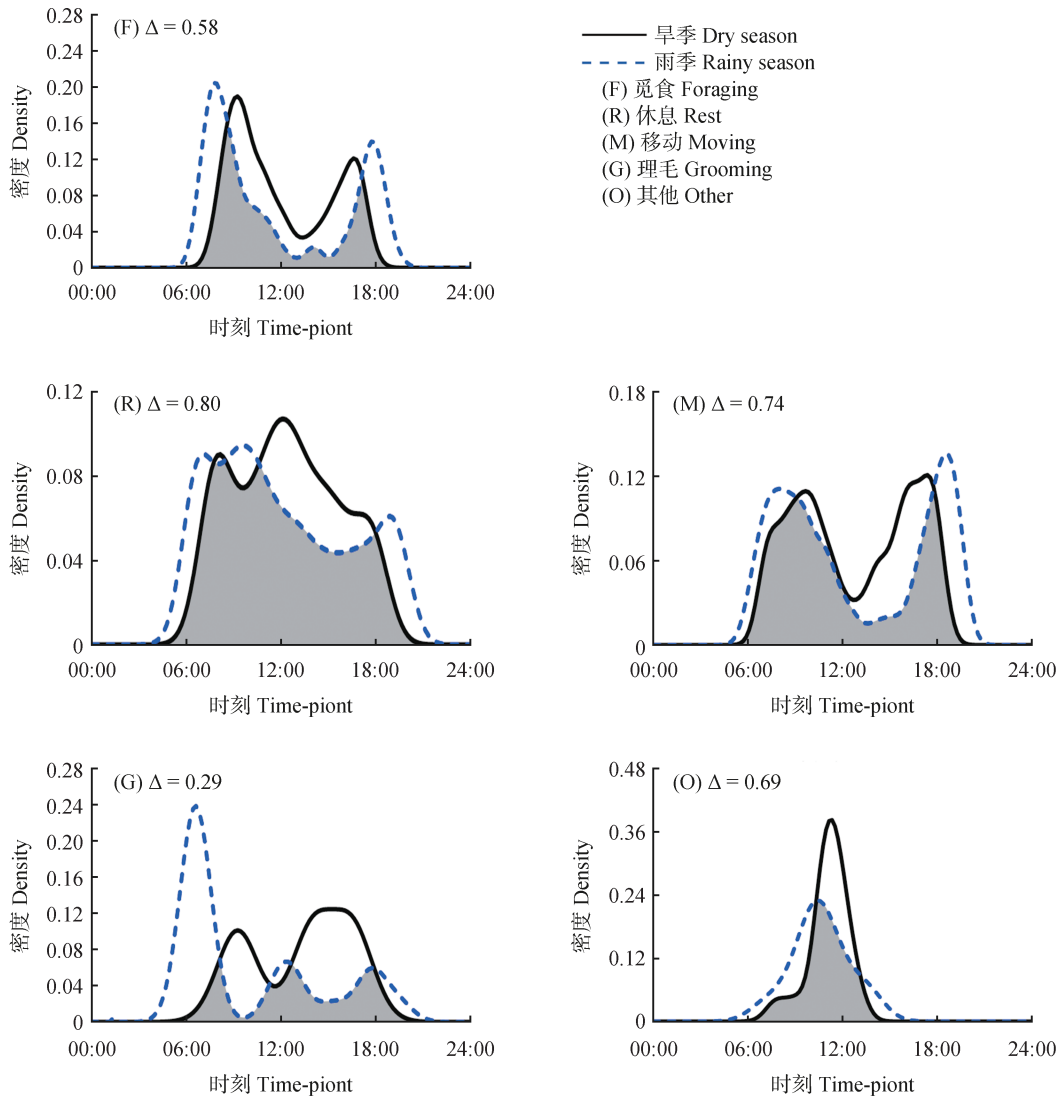 (F) Δ = 0.58
0.28
0.24
0.20
0.16
0.12
0.08
0.04
0
密度 Density
00:00 06:00 12:00 18:00 24:00
时刻 Time-piont
旱季 Dry season
雨季 Rainy season
(F) 觅食 Foraging
(R) 休息 Rest
(M) 移动 Moving
(G) 理毛 Grooming
(O) 其他 Other
(R) Δ = 0.80
0.12
0.08
0.04
0
密度 Density
00:00 06:00 12:00 18:00 24:00
时刻 Time-piont
(M) Δ = 0.74
0.18
0.12
0.06
0
密度 Density
00:00 06:00 12:00 18:00 24:00
时刻 Time-piont
(G) Δ = 0.29
0.28
0.24
0.20
0.16
0.12
0.08
0.04
0
密度 Density
00:00 06:00 12:00 18:00 24:00
时刻 Time-piont
(O) Δ = 0.69
0.48
0.36
0.24
0.12
0
密度 Density
00:00 06:00 12:00 18:00 24:00
时刻 Time-piont